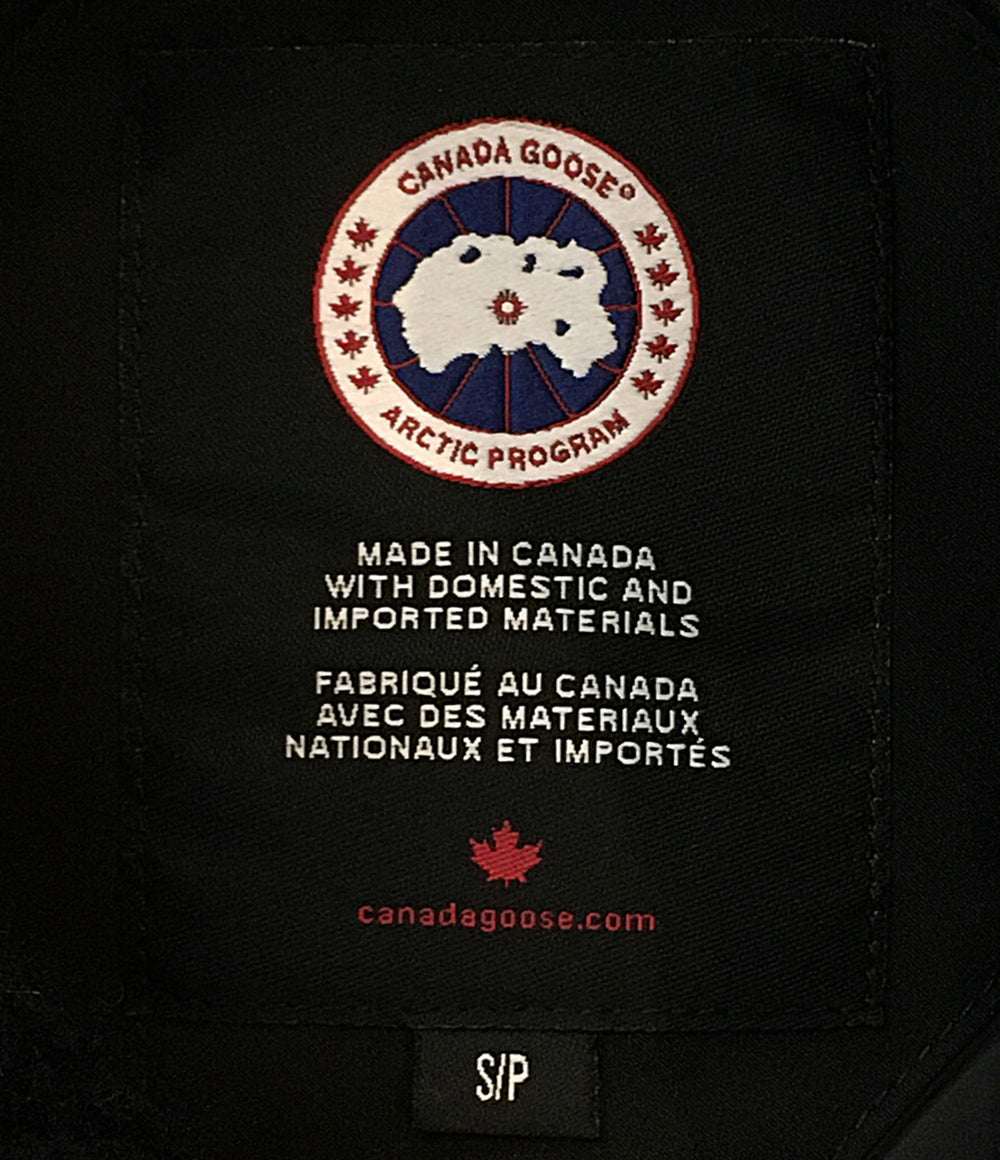 CANADA GOOSE®
ARCTIC PROGRAM
MADE IN CANADA
WITH DOMESTIC AND
IMPORTED MATERIALS
FABRIQUÉ AU CANADA
AVEC DES MATERIAUX
NATIONAUX ET IMPORTÉS
canadagoose.com
S/P